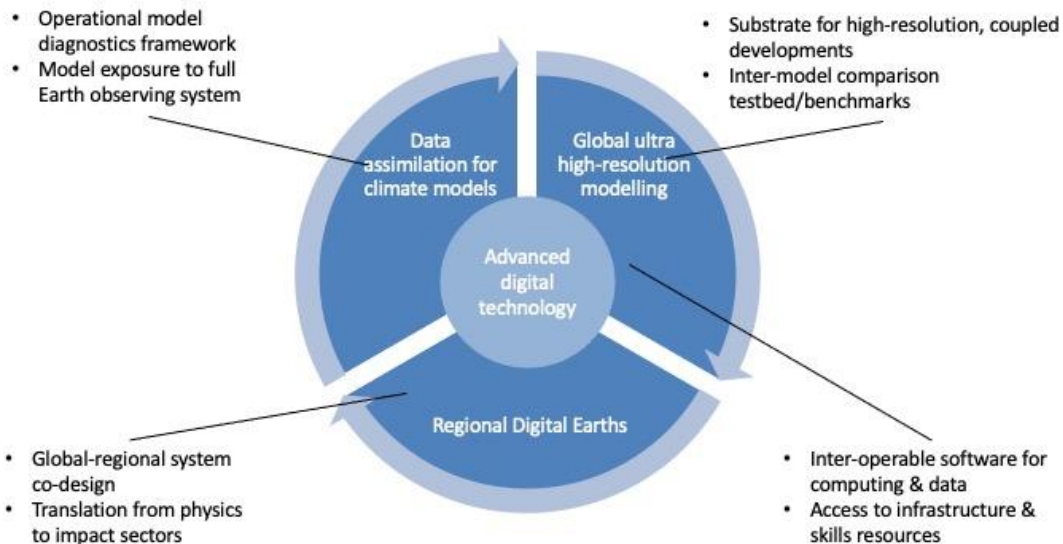 • Operational model
diagnostics framework
• Model exposure to full
Earth observing system
• Substrate for high-resolution, coupled
developments
• Inter-model comparison
testbed/benchmarks
Data
assimilation for
climate models
Global ultra
high-resolution
modelling
Advanced
digital
technology
Regional Digital Earths
• Global-regional system
co-design
• Translation from physics
to impact sectors
• Inter-operable software for
computing & data
• Access to infrastructure &
skills resources